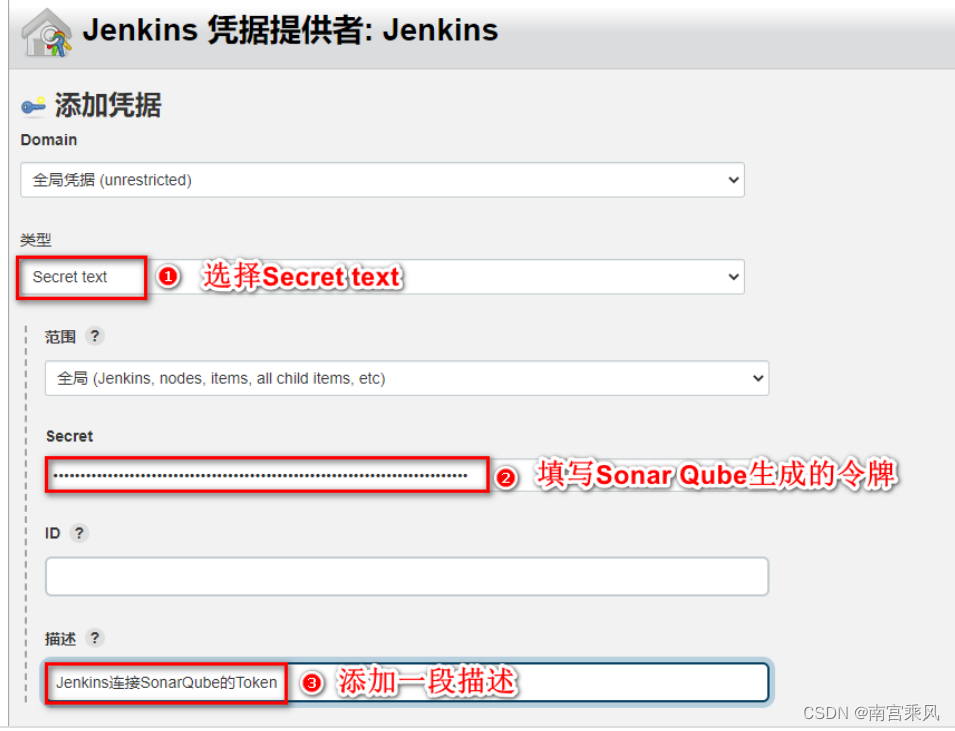 Jenkins 凭据提供者: Jenkins
添加凭据
Domain
全局凭据 (unrestricted)
类型
Secret text 1 选择Secret text
范围 ?
全局 (Jenkins, nodes, items, all child items, etc)
Secret
2 填写Sonar Qube生成的令牌
ID ?
描述 ?
Jenkins连接SonarQube的Token 3 添加一段描述
CSDN @南宫乘风